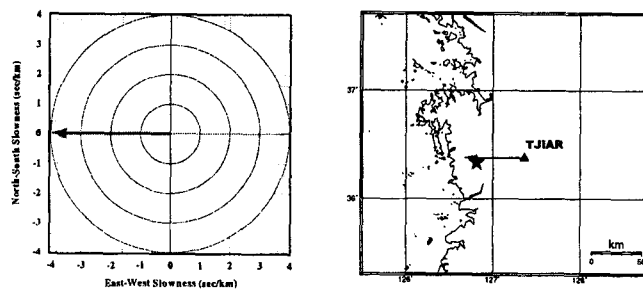 North-South Slowness (sec/km)
4
3
2
1
0
-1
-2
-3
-4
-4 -3 -2 -1 0 1 2 3 4
East-West Slowness (sec/km)
37°
36°
TJIAR
km
0 50
126° 127° 128°